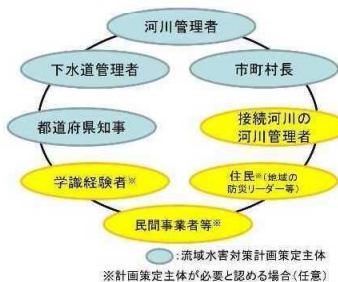 河川管理者
下水道管理者
市町村長
都道府県知事
接続河川の
河川管理者
学識経験者※
住民※(地域の
防災リーダー等)
民間事業者等※
:流域水害対策計画策定主体
※計画策定主体が必要と認める場合(任意)